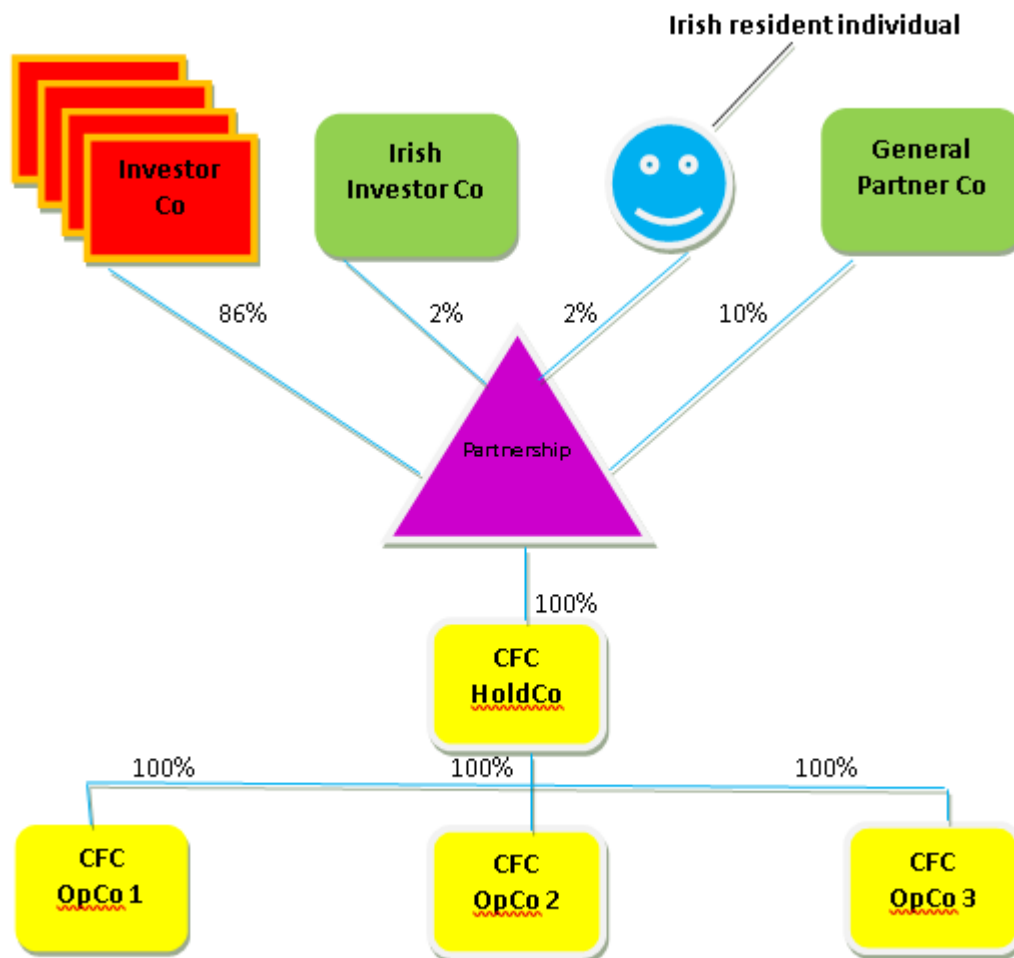 Irish resident individual
Investor
Co
Irish
Investor Co
General
Partner Co
86%
2%
2%
10%
Partnership
100%
CFC
HoldCo
100%
100%
100%
CFC
OpCo 1
CFC
OpCo 2
CFC
OpCo 3